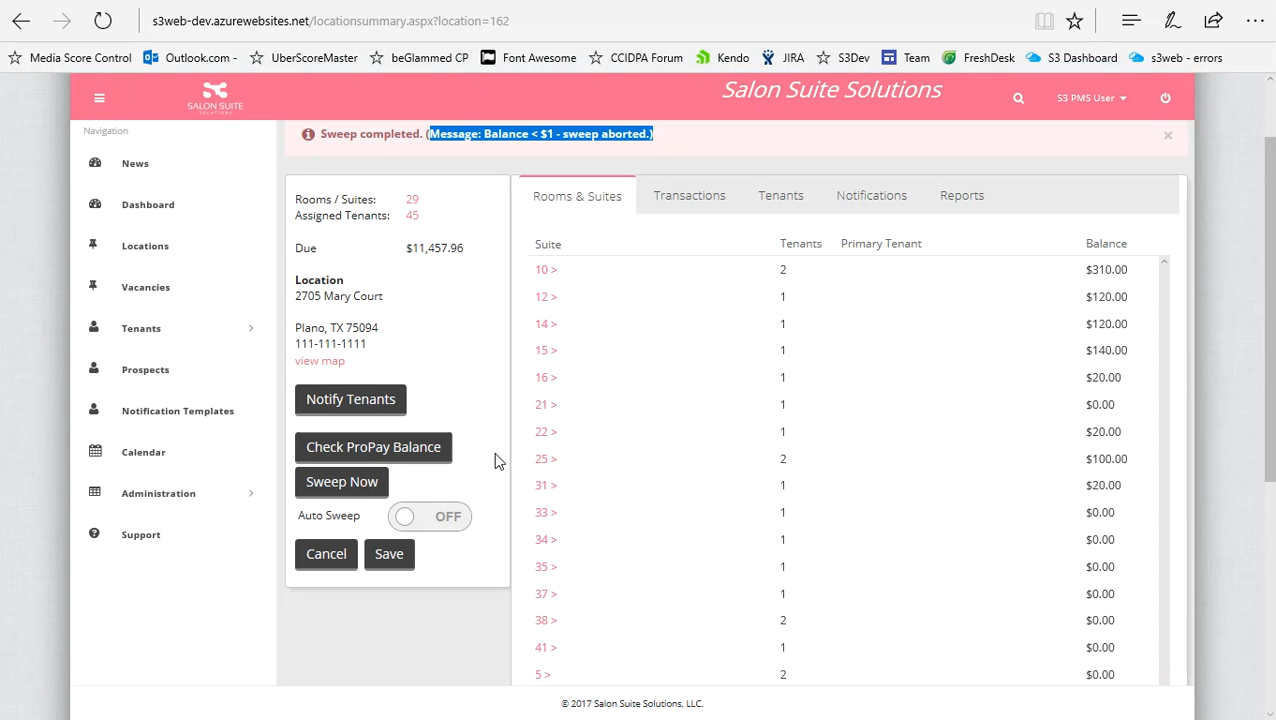 s3web-dev.azurewebsites.net/locationsummary.aspx?location=162
Media Score Control Outlook.com - UberScoreMaster beGlammed CP Font Awesome CCIDPA Forum Kendo JIRA S3Dev Team FreshDesk S3 Dashboard s3web - errors
SALON SUITE
SOLUTIONS
Salon Suite Solutions
S3 PMS User
Navigation
News
Dashboard
Locations
Vacancies
Tenants
Prospects
Notification Templates
Calendar
Administration
Support
Sweep completed. (Message: Balance < $1 - sweep aborted.)
Rooms / Suites: 29
Assigned Tenants: 45
Due $11,457.96
Location
2705 Mary Court
Plano, TX 75094
111-111-1111
view map
Notify Tenants
Check ProPay Balance
Sweep Now
Auto Sweep OFF
Cancel Save
Rooms & Suites Transactions Tenants Notifications Reports
Suite Tenants Primary Tenant Balance
10 > 2 $310.00
12 > 1 $120.00
14 > 1 $120.00
15 > 1 $140.00
16 > 1 $20.00
21 > 1 $0.00
22 > 1 $20.00
25 > 2 $100.00
31 > 1 $20.00
33 > 1 $0.00
34 > 1 $0.00
35 > 1 $0.00
37 > 1 $0.00
38 > 2 $0.00
41 > 1 $0.00
5 > 2 $0.00
© 2017 Salon Suite Solutions, LLC.